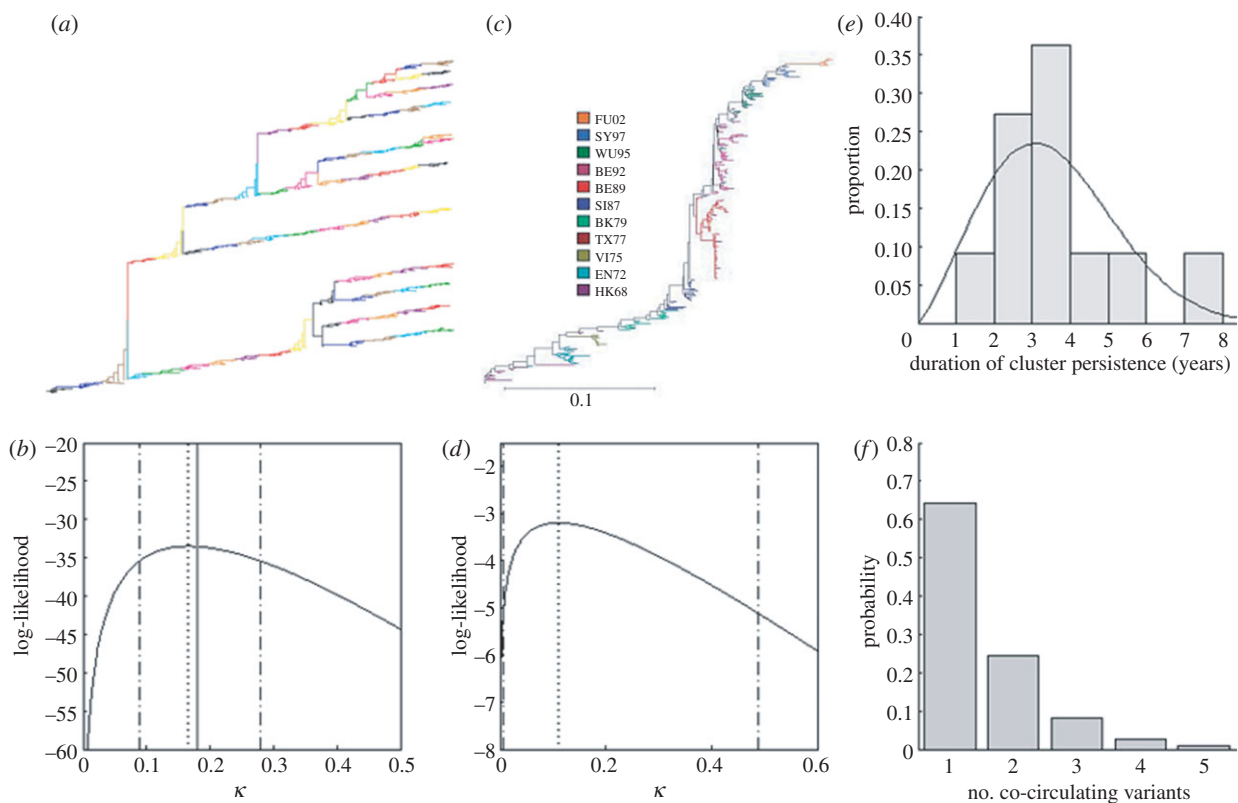 (a)
(c)
FU02
SY97
WU95
BE92
BE89
SI87
BK79
TX77
VI75
EN72
HK68
0.1
(e)
proportion
0.40
0.35
0.30
0.25
0.20
0.15
0.10
0.05
0 1 2 3 4 5 6 7 8
duration of cluster persistence (years)
(b)
log-likelihood
–20
–25
–30
–35
–40
–45
–50
–55
–60
0 0.1 0.2 0.3 0.4 0.5
κ
(d)
log-likelihood
–2
–3
–4
–5
–6
–7
–8
0 0.2 0.4 0.6
κ
(f)
probability
0.8
0.7
0.6
0.5
0.4
0.3
0.2
0.1
0
1 2 3 4 5
no. co-circulating variants